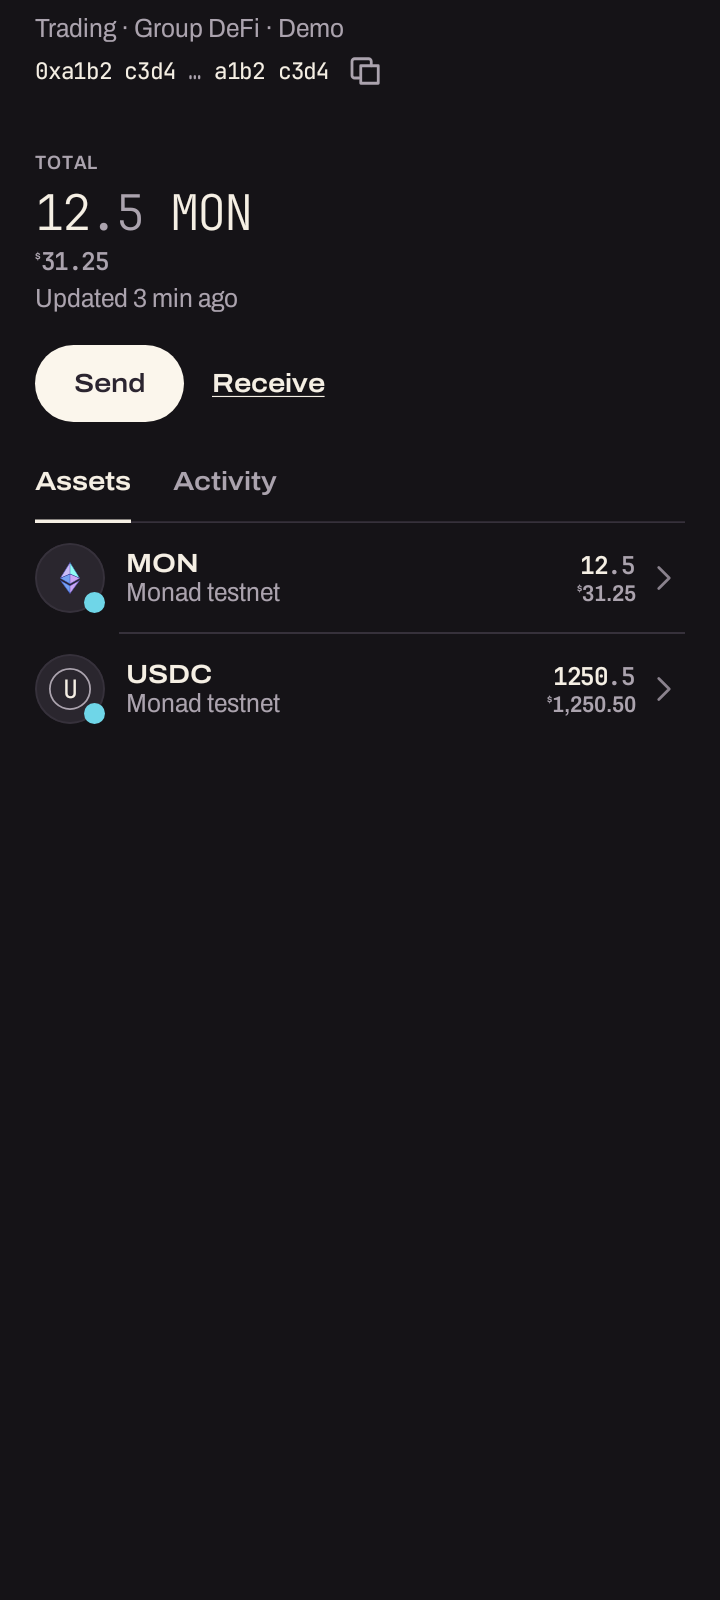 Trading · Group DeFi · Demo
0xa1b2 c3d4 … a1b2 c3d4
TOTAL
12.5 MON
$31.25
Updated 3 min ago
Send Receive
Assets Activity
MON 12.5
Monad testnet $31.25
U
USDC 1250.5
Monad testnet $1,250.50